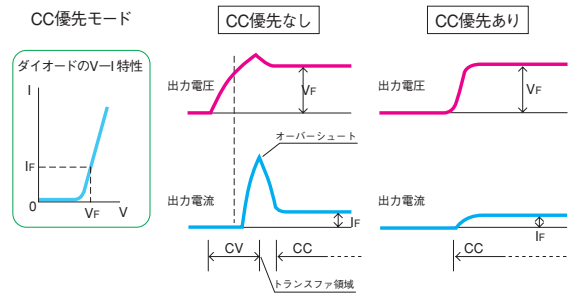 CC優先モード
ダイオードのV―I 特性
I
IF
0
VF
V
CC優先なし
出力電圧
VF
オーバーシュート
出力電流
IF
CV
CC
トランスファ領域
CC優先あり
出力電圧
VF
出力電流
IF
CC